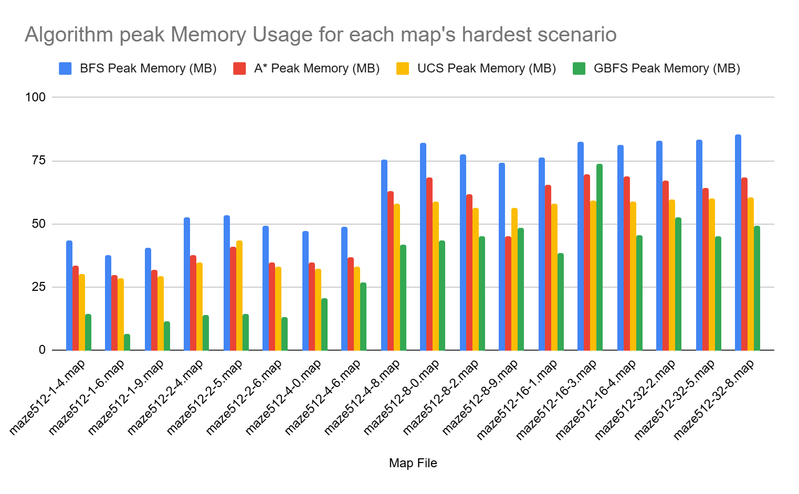 Algorithm peak Memory Usage for each map's hardest scenario
BFS Peak Memory (MB) A* Peak Memory (MB) UCS Peak Memory (MB) GBFS Peak Memory (MB)
100
75
50
25
0
maze512-1-4.map
maze512-1-6.map
maze512-1-9.map
maze512-2-4.map
maze512-2-5.map
maze512-2-6.map
maze512-4-0.map
maze512-4-6.map
maze512-4-8.map
maze512-8-0.map
maze512-8-2.map
maze512-8-9.map
maze512-16-1.map
maze512-16-3.map
maze512-16-4.map
maze512-32-2.map
maze512-32-5.map
maze512-32-8.map
Map File